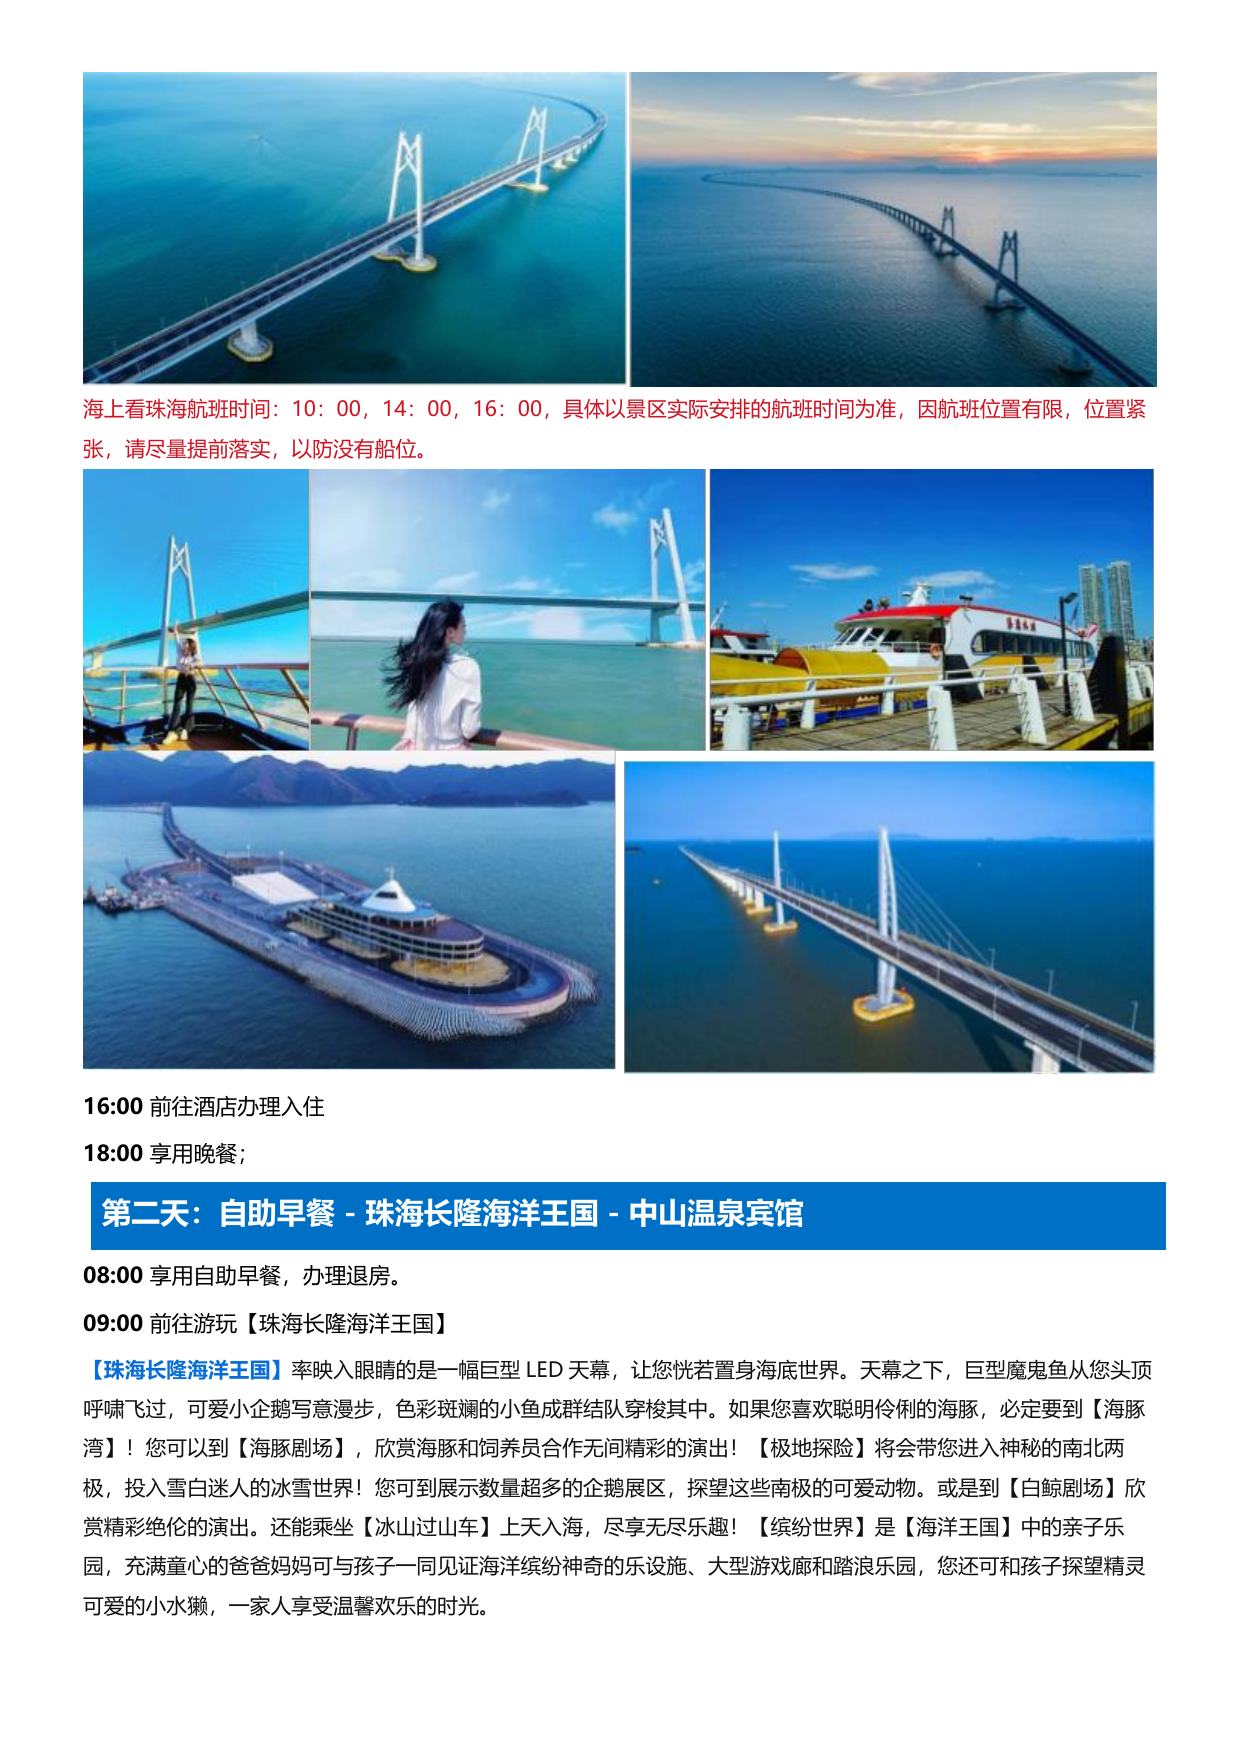 海上看珠海航班时间：10：00，14：00，16：00，具体以景区实际安排的航班时间为准，因航班位置有限，位置紧
张，请尽量提前落实，以防没有船位。
16:00 前往酒店办理入住
18:00 享用晚餐；
第二天：自助早餐 - 珠海长隆海洋王国 - 中山温泉宾馆
08:00 享用自助早餐，办理退房。
09:00 前往游玩【珠海长隆海洋王国】
【珠海长隆海洋王国】率映入眼睛的是一幅巨型 LED 天幕，让您恍若置身海底世界。天幕之下，巨型魔鬼鱼从您头顶
呼啸飞过，可爱小企鹅写意漫步，色彩斑斓的小鱼成群结队穿梭其中。如果您喜欢聪明伶俐的海豚，必定要到【海豚
湾】！您可以到【海豚剧场】，欣赏海豚和饲养员合作无间精彩的演出！【极地探险】将会带您进入神秘的南北两
极，投入雪白迷人的冰雪世界！您可到展示数量超多的企鹅展区，探望这些南极的可爱动物。或是到【白鲸剧场】欣
赏精彩绝伦的演出。还能乘坐【冰山过山车】上天入海，尽享无尽乐趣！【缤纷世界】是【海洋王国】中的亲子乐
园，充满童心的爸爸妈妈可与孩子一同见证海洋缤纷神奇的乐设施、大型游戏廊和踏浪乐园，您还可和孩子探望精灵
可爱的小水獭，一家人享受温馨欢乐的时光。